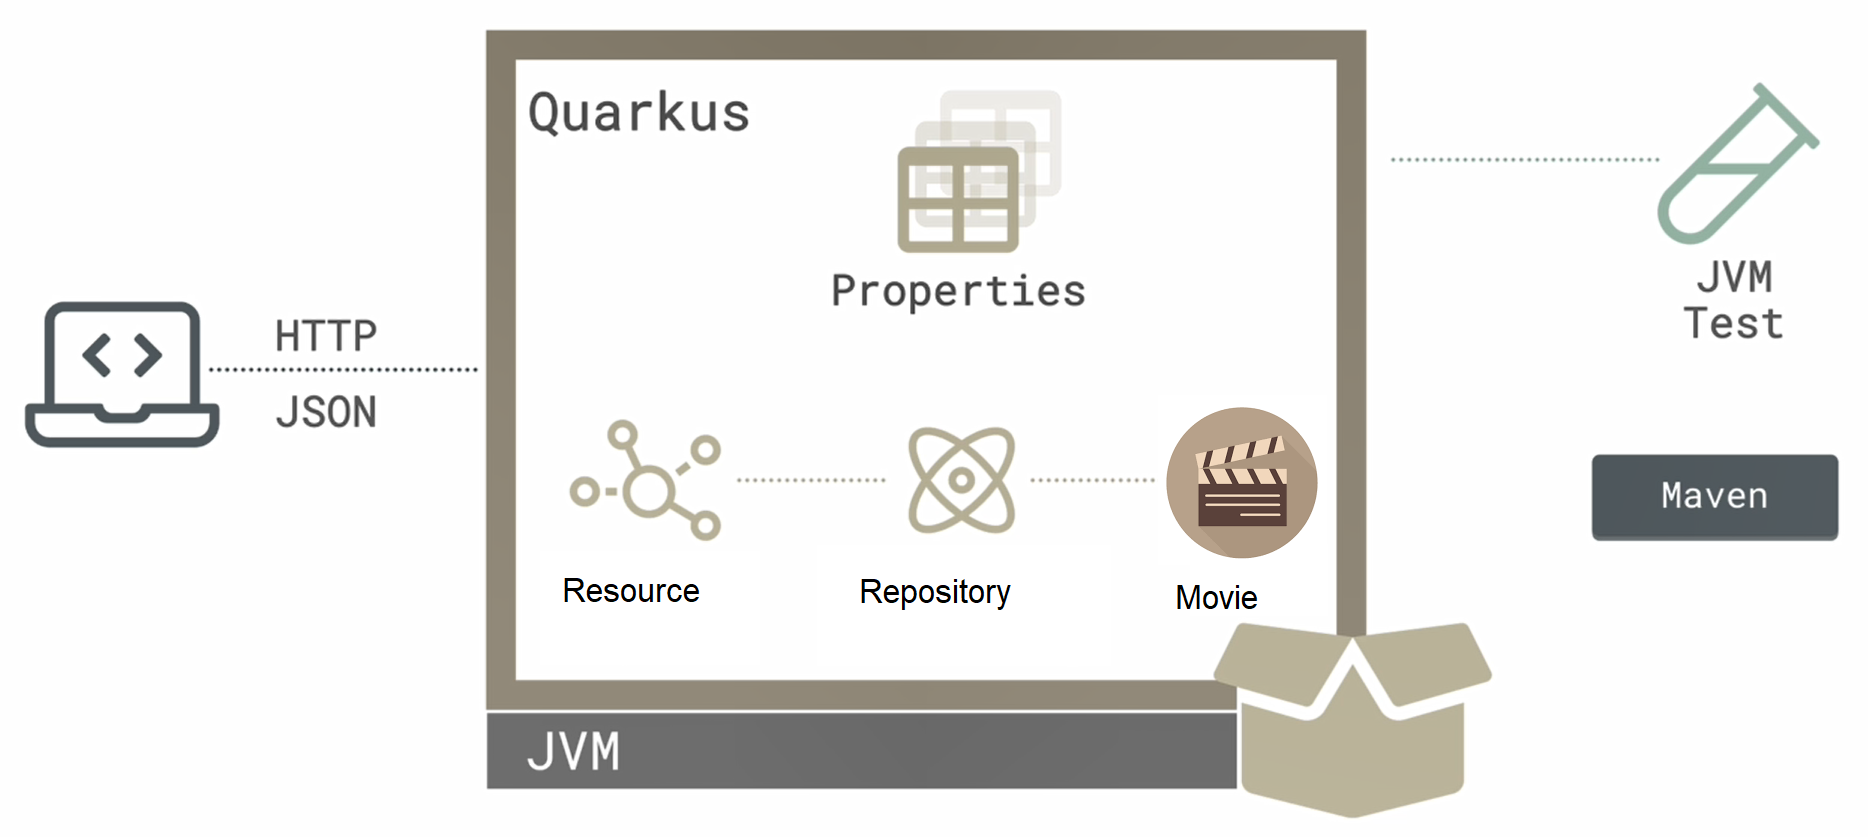 Quarkus
Properties
HTTP
JSON
JVM
Test
Maven
Resource
Repository
Movie
JVM